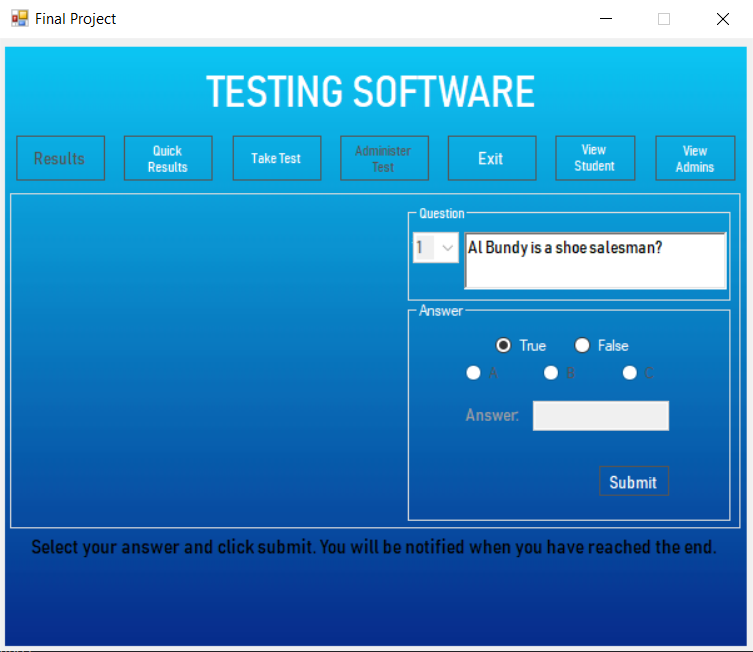 Final Project
TESTING SOFTWARE
Results
Quick
Results
Take Test
Administer
Test
Exit
View
Student
View
Admins
Question
1
Al Bundy is a shoe salesman?
Answer
True
False
A
B
C
Answer:
Submit
Select your answer and click submit. You will be notified when you have reached the end.